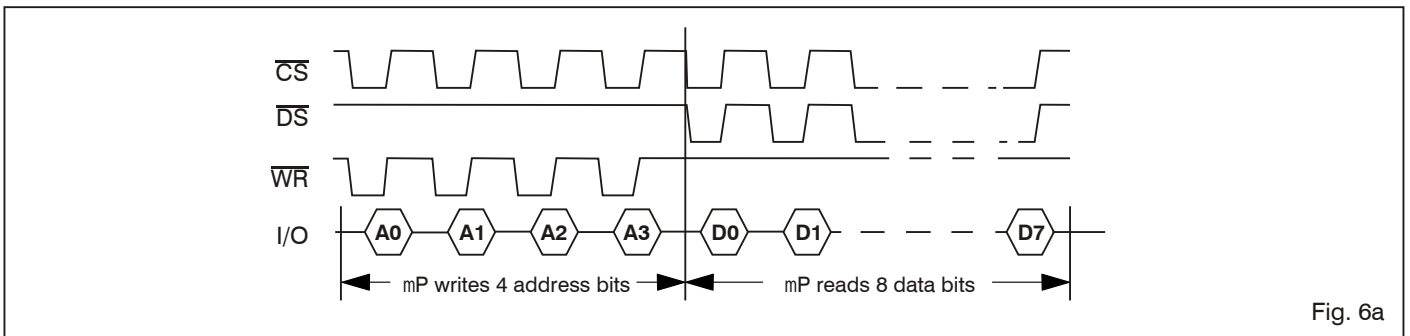 CS
DS
WR
I/O A0 A1 A2 A3 D0 D1 D7
mP writes 4 address bits mP reads 8 data bits
Fig. 6a